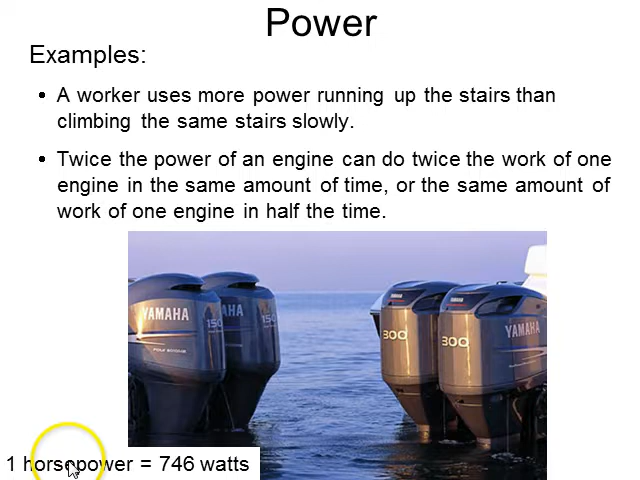 Power
Examples:
• A worker uses more power running up the stairs than
climbing the same stairs slowly.
• Twice the power of an engine can do twice the work of one
engine in the same amount of time, or the same amount of
work of one engine in half the time.
YAMAHA
150
FOUR STROKE
AHA
150
300
300
YAMAHA
1 horsepower = 746 watts